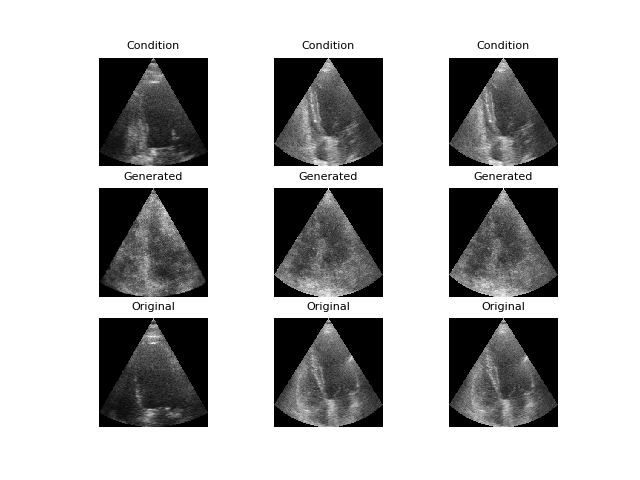 Condition Condition Condition
Generated Generated Generated
Original Original Original